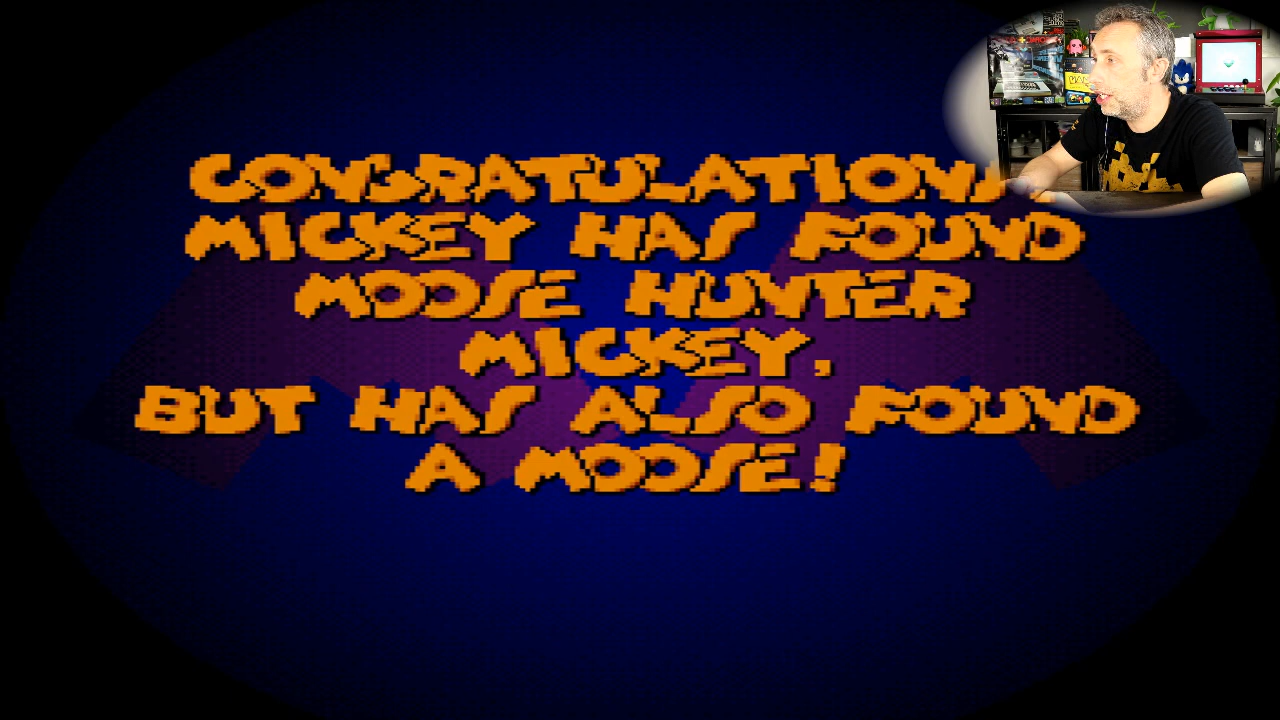 CONGRATULATIONS
MICKEY HAS FOUND
MOOSE HUNTER
MICKEY,
BUT HAS ALSO FOUND
A MOOSE!